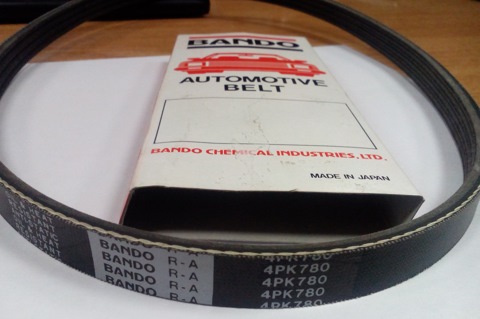 BANDO
AUTOMOTIVE
BELT
BANDO CHEMICAL INDUSTRIES, LTD.
MADE IN JAPAN
BANDO R-A
BANDO R-A
BANDO R-A
BANDO R-A
4PK780
4PK780
4PK780
4PK780